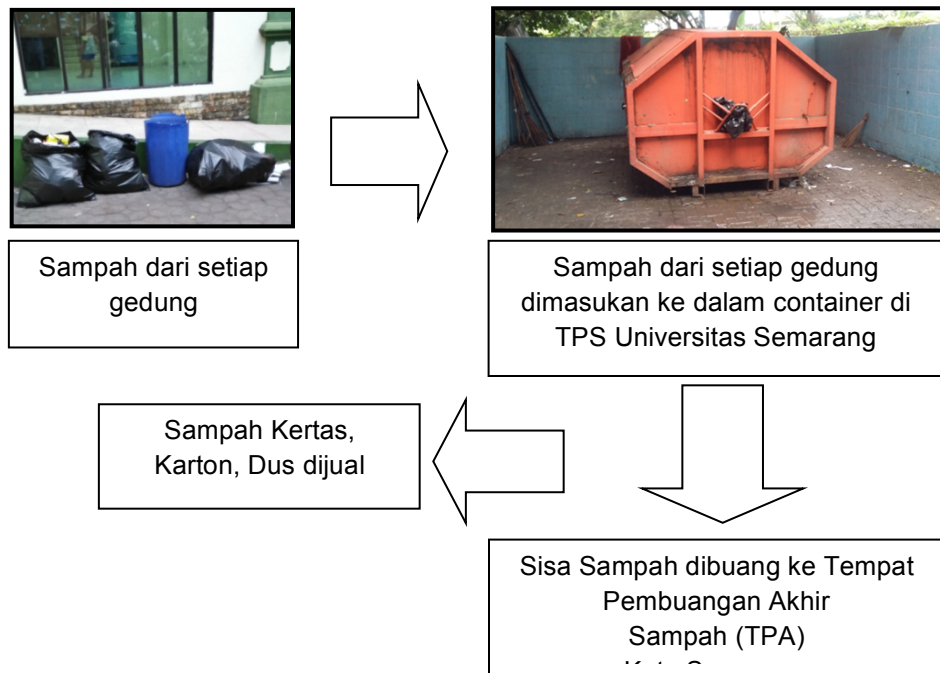 Sampah dari setiap
gedung
Sampah dari setiap gedung
dimasukan ke dalam container di
TPS Universitas Semarang
Sampah Kertas,
Karton, Dus dijual
Sisa Sampah dibuang ke Tempat
Pembuangan Akhir
Sampah (TPA)